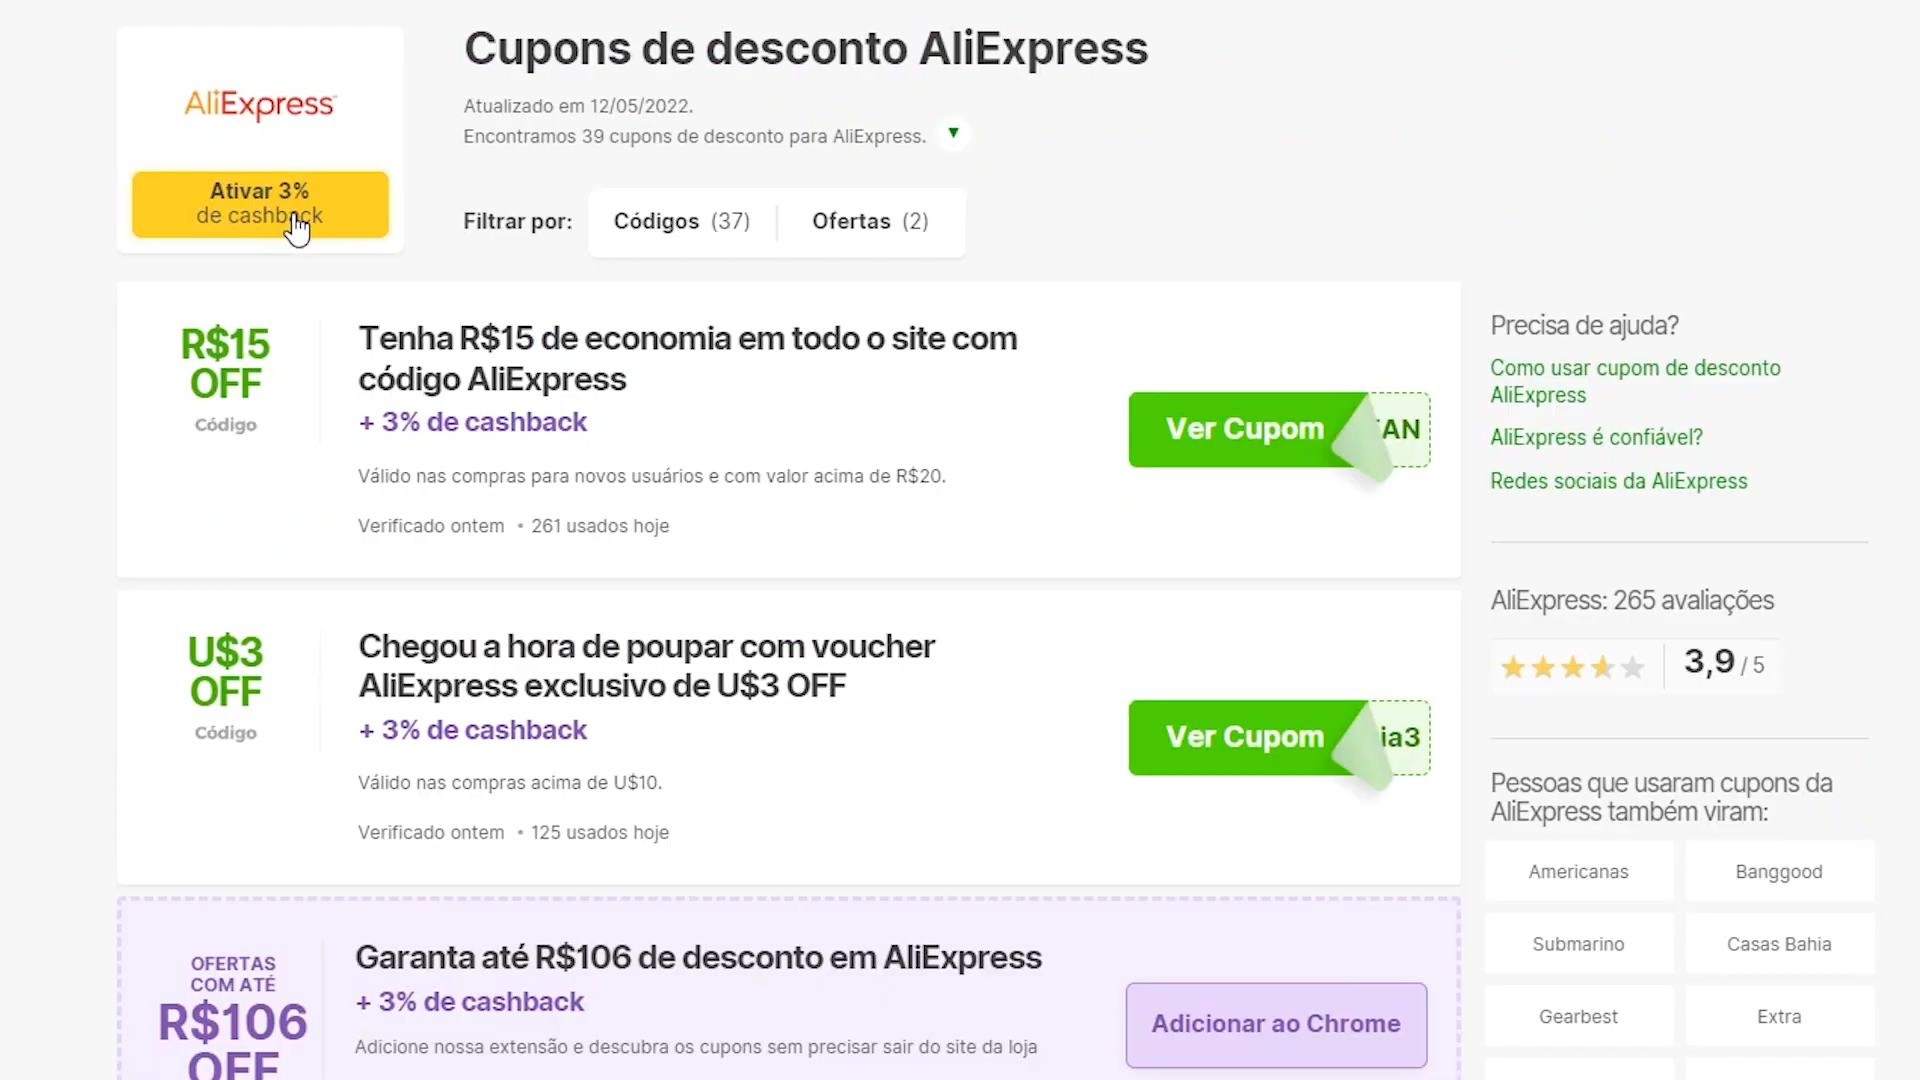 AliExpress
Ativar 3%
de cashback
Cupons de desconto AliExpress
Atualizado em 12/05/2022.
Encontramos 39 cupons de desconto para AliExpress.
Filtrar por:
Códigos (37)
Ofertas (2)
R$15
OFF
Código
Tenha R$15 de economia em todo o site com
código AliExpress
+ 3% de cashback
Válido nas compras para novos usuários e com valor acima de R$20.
Verificado ontem • 261 usados hoje
Ver Cupom
AN
U$3
OFF
Código
Chegou a hora de poupar com voucher
AliExpress exclusivo de U$3 OFF
+ 3% de cashback
Válido nas compras acima de U$10.
Verificado ontem • 125 usados hoje
Ver Cupom
ia3
OFERTAS
COM ATÉ
R$106
OFF
Garanta até R$106 de desconto em AliExpress
+ 3% de cashback
Adicione nossa extensão e descubra os cupons sem precisar sair do site da loja
Adicionar ao Chrome
Precisa de ajuda?
Como usar cupom de desconto
AliExpress
AliExpress é confiável?
Redes sociais da AliExpress
AliExpress: 265 avaliações
3,9 / 5
Pessoas que usaram cupons da
AliExpress também viram:
Americanas
Banggood
Submarino
Casas Bahia
Gearbest
Extra